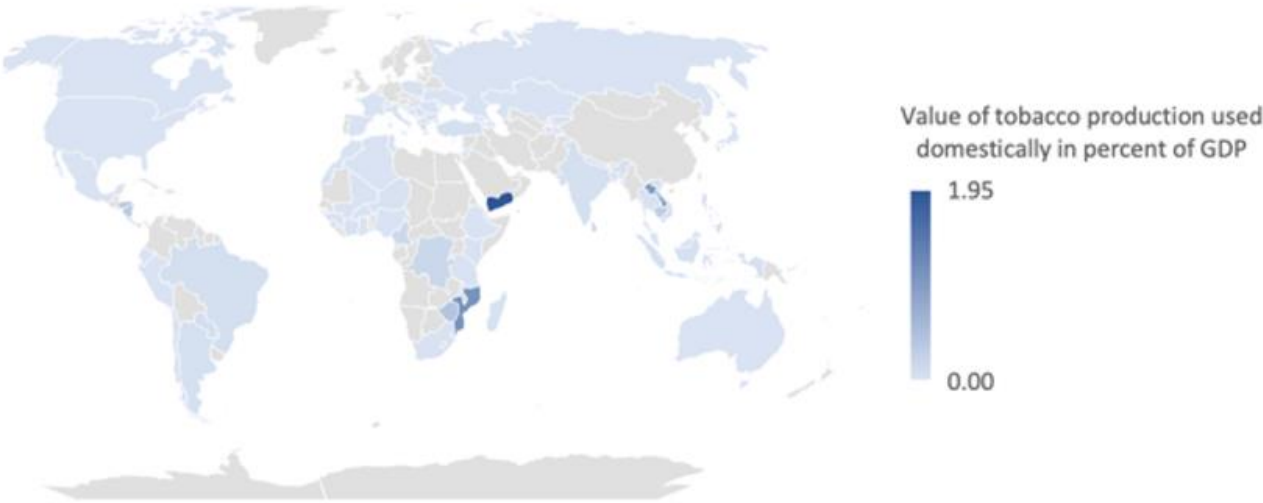 Value of tobacco production used
domestically in percent of GDP
1.95
0.00